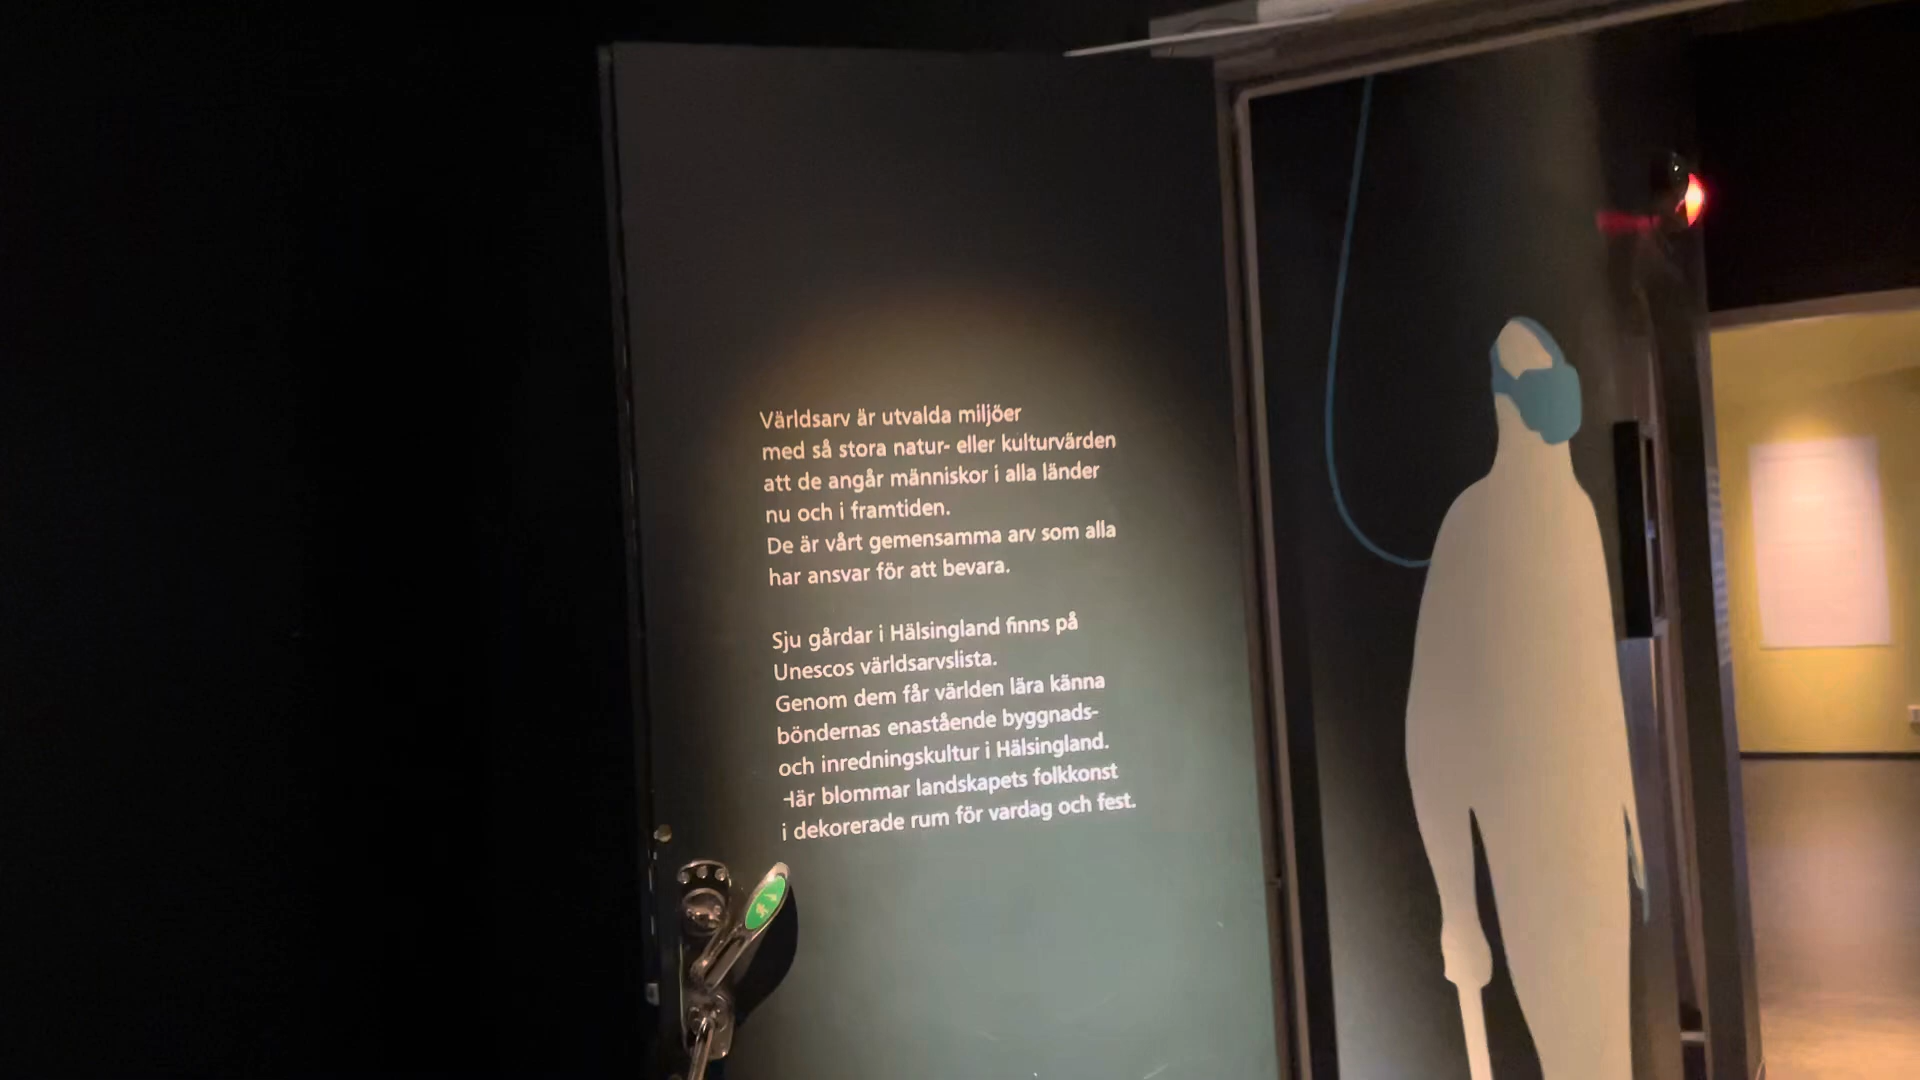 Världsarv är utvalda miljöer
med så stora natur- eller kulturvärden
att de angår människor i alla länder
nu och i framtiden.
De är vårt gemensamma arv som alla
har ansvar för att bevara.
Sju gårdar i Hälsingland finns på
Unescos världsarvslista.
Genom dem får världen lära känna
böndernas enastående byggnads-
och inredningskultur i Hälsingland.
Här blommar landskapets folkkonst
i dekorerade rum för vardag och fest.